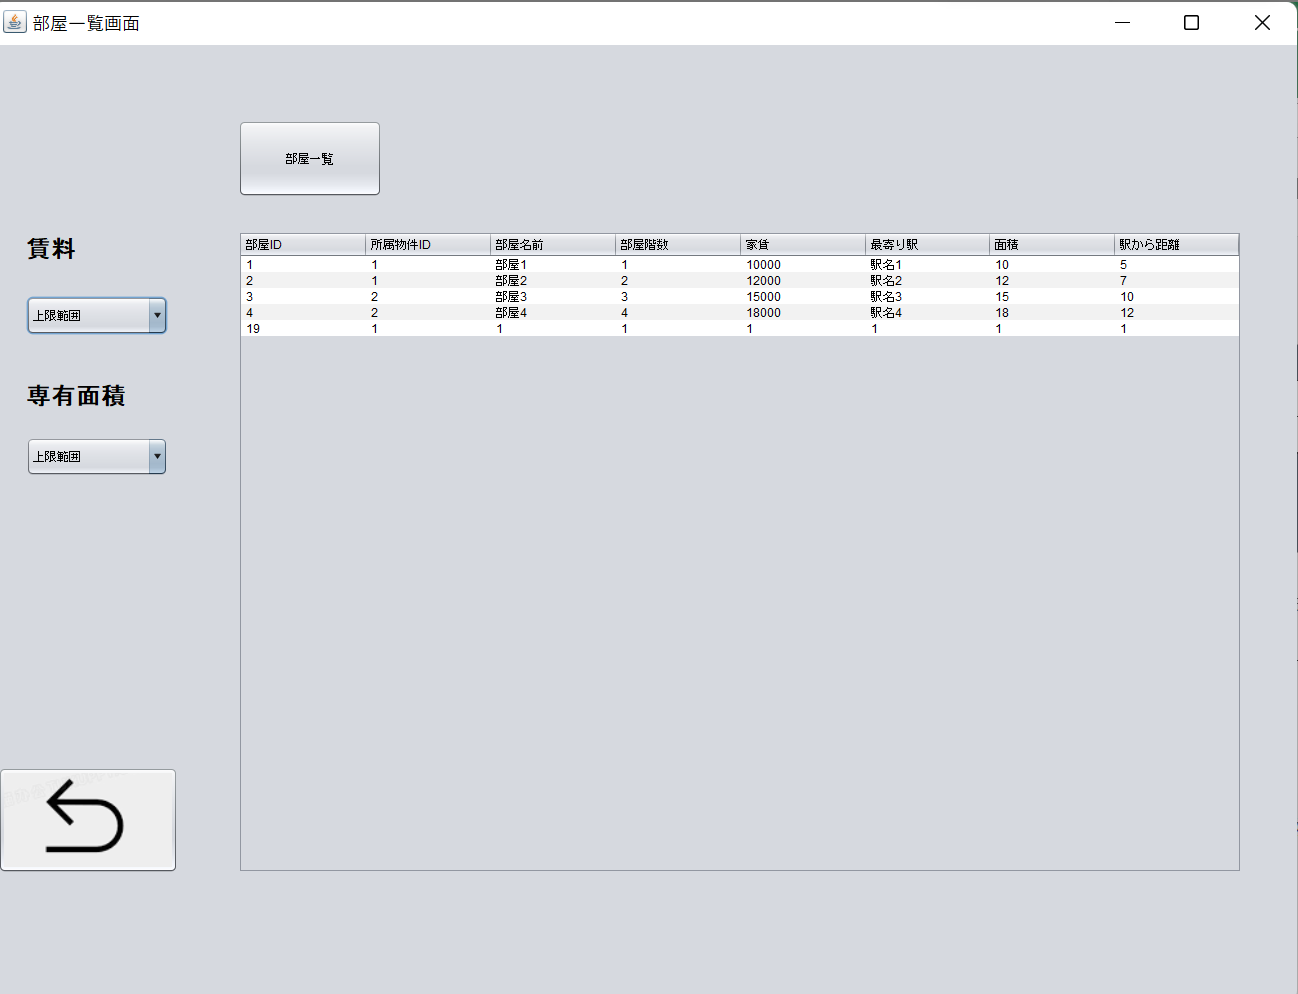 部屋一覧画面
部屋一覧
賃料
上限範囲
専有面積
上限範囲
部屋ID 所属物件ID 部屋名前 部屋階数 家賃 最寄り駅 面積 駅から距離
1 1 部屋1 1 10000 駅名1 10 5
2 1 部屋2 2 12000 駅名2 12 7
3 2 部屋3 3 15000 駅名3 15 10
4 2 部屋4 4 18000 駅名4 18 12
19 1 1 1 1 1 1 1